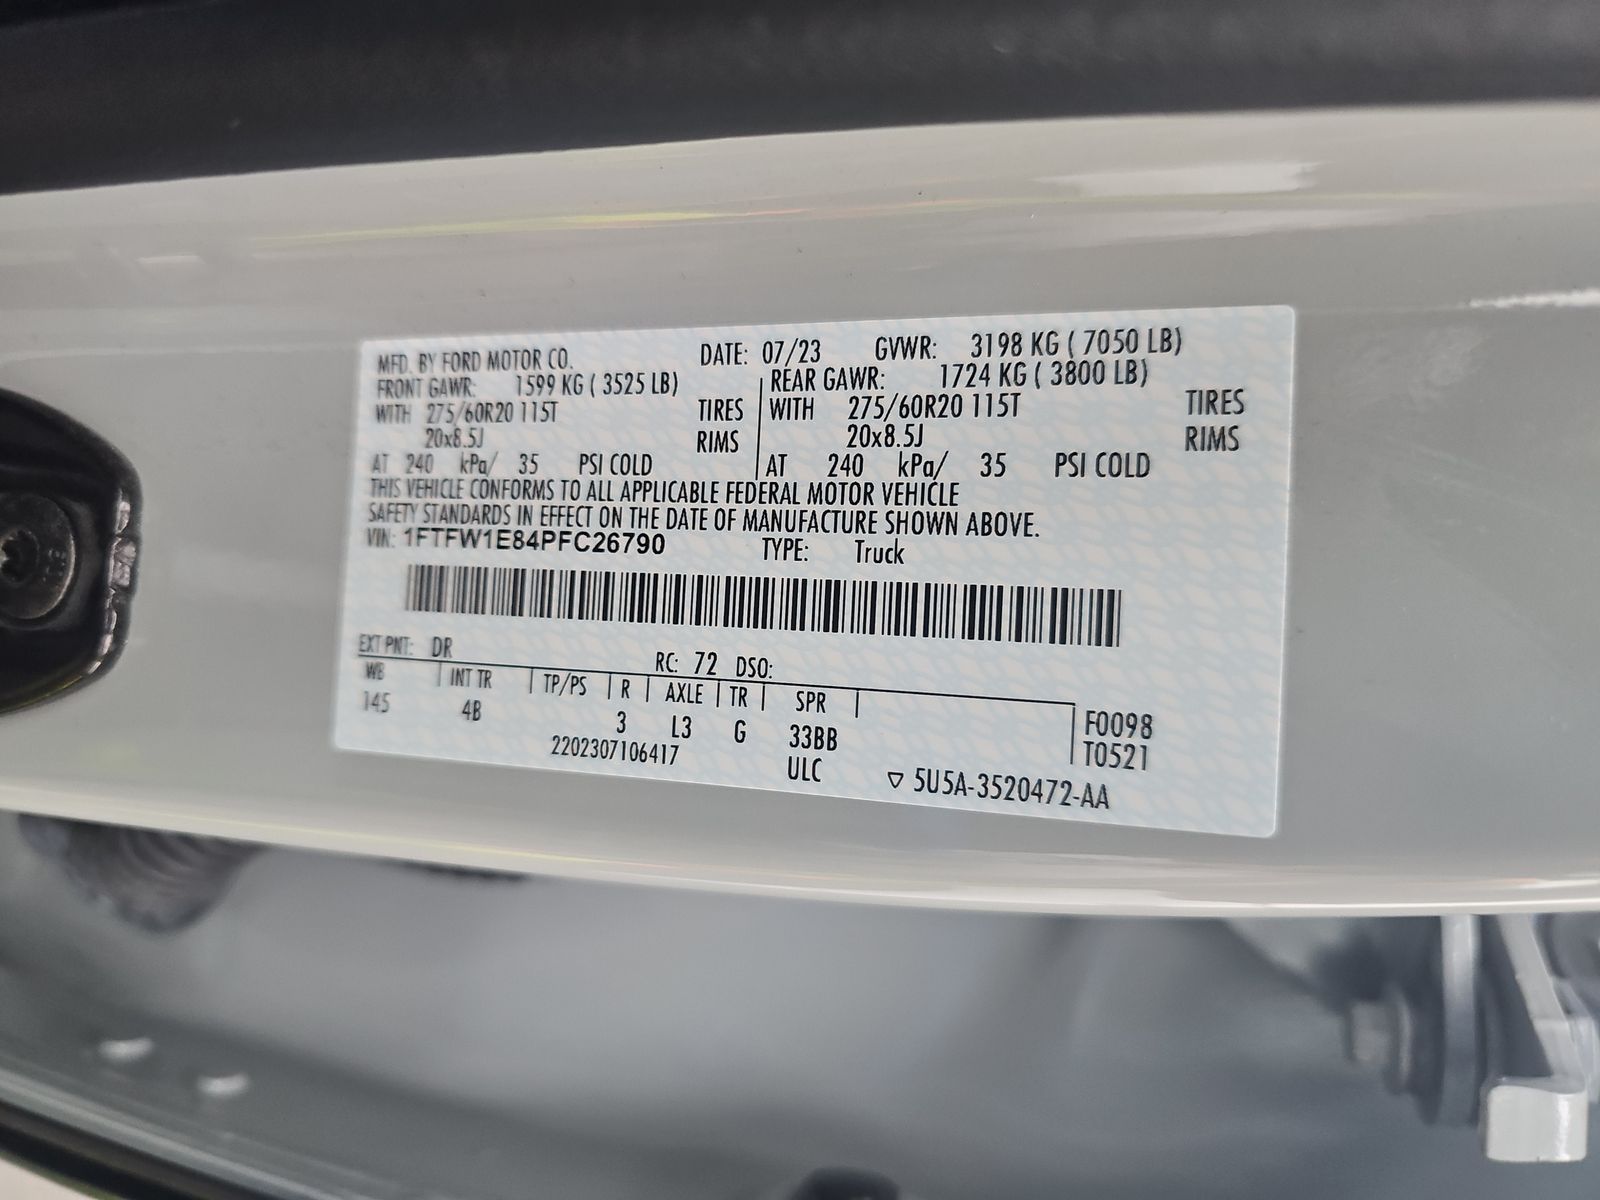 MFD. BY FORD MOTOR CO. DATE: 07/23 GVWR: 3198 KG ( 7050 LB)
FRONT GAWR: 1599 KG ( 3525 LB) REAR GAWR: 1724 KG ( 3800 LB)
WITH 275/60R20 115T TIRES WITH 275/60R20 115T TIRES
20x8.5J RIMS 20x8.5J RIMS
AT 240 kPa/ 35 PSI COLD AT 240 kPa/ 35 PSI COLD
THIS VEHICLE CONFORMS TO ALL APPLICABLE FEDERAL MOTOR VEHICLE
SAFETY STANDARDS IN EFFECT ON THE DATE OF MANUFACTURE SHOWN ABOVE.
VIN: 1FTFW1E84PFC26790 TYPE: Truck
EXT PNT: DR RC: 72 DSO:
WB INT TR TP/PS R AXLE TR SPR F0098
145 4B 3 L3 G 33BB T0521
2202307106417 ULC ▽ 5U5A-3520472-AA